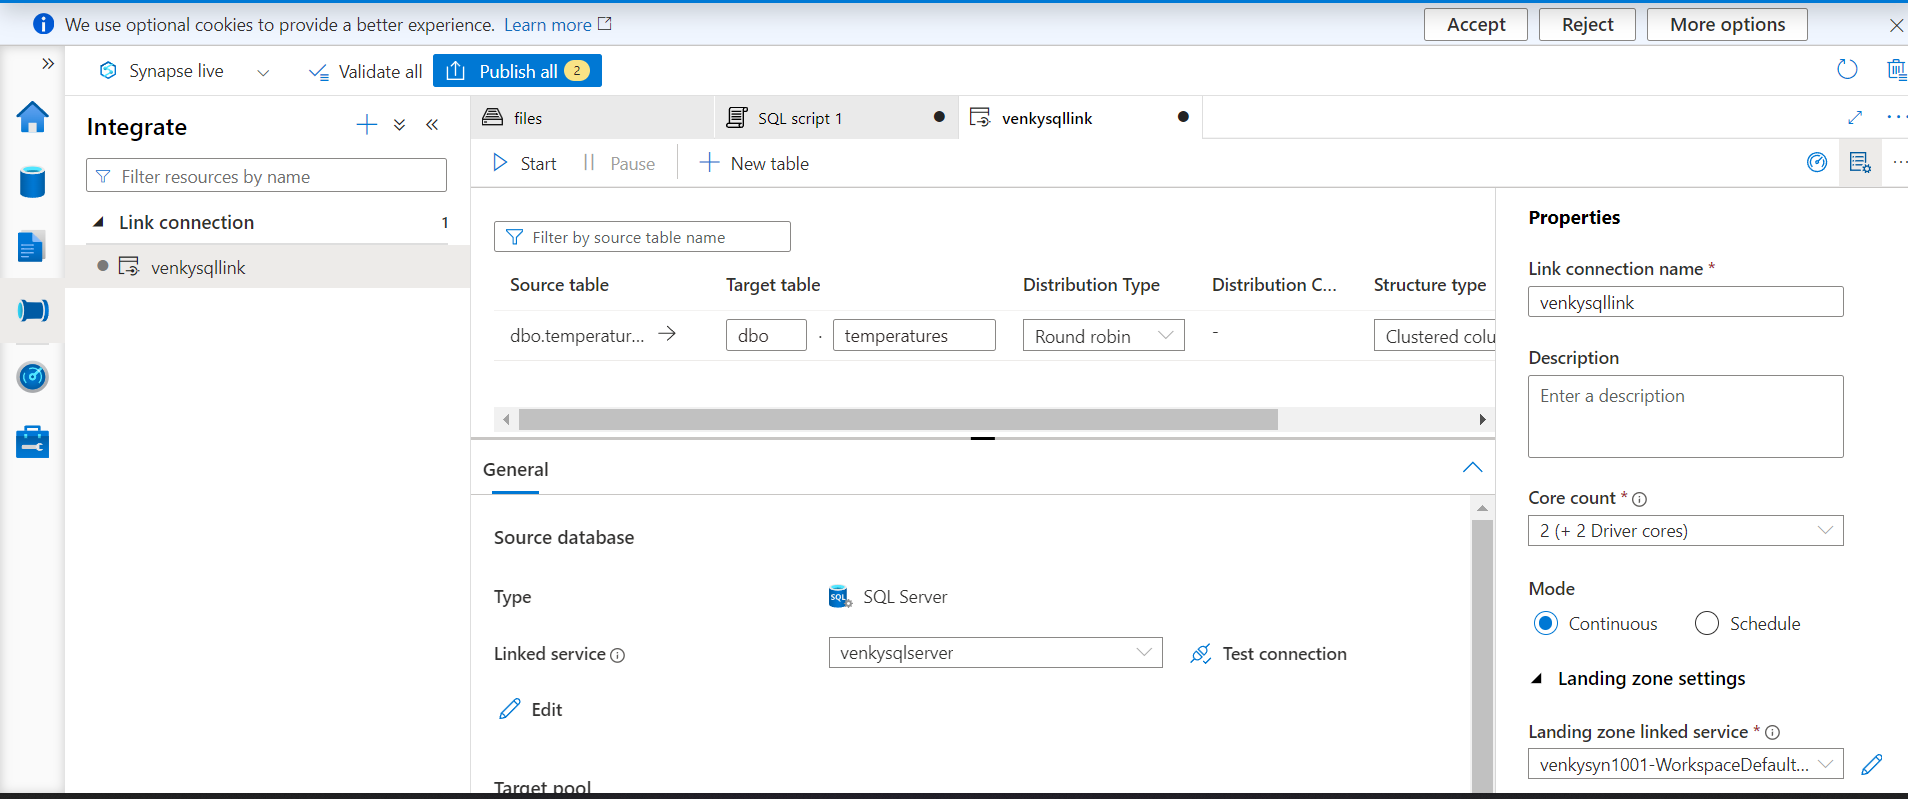 We use optional cookies to provide a better experience. Learn more
Accept
Reject
More options
Synapse live
Validate all
Publish all 2
Integrate
Filter resources by name
Link connection 1
venkysqllink
files
SQL script 1
venkysqllink
Start
Pause
New table
Filter by source table name
Source table Target table Distribution Type Distribution C... Structure type
dbo.temperatur... dbo . temperatures Round robin - Clustered colu
General
Source database
Type SQL Server
Linked service venkysqlserver Test connection
Edit
Target pool
Properties
Link connection name *
venkysqllink
Description
Enter a description
Core count *
2 (+ 2 Driver cores)
Mode
Continuous Schedule
Landing zone settings
Landing zone linked service *
venkysyn1001-WorkspaceDefault...